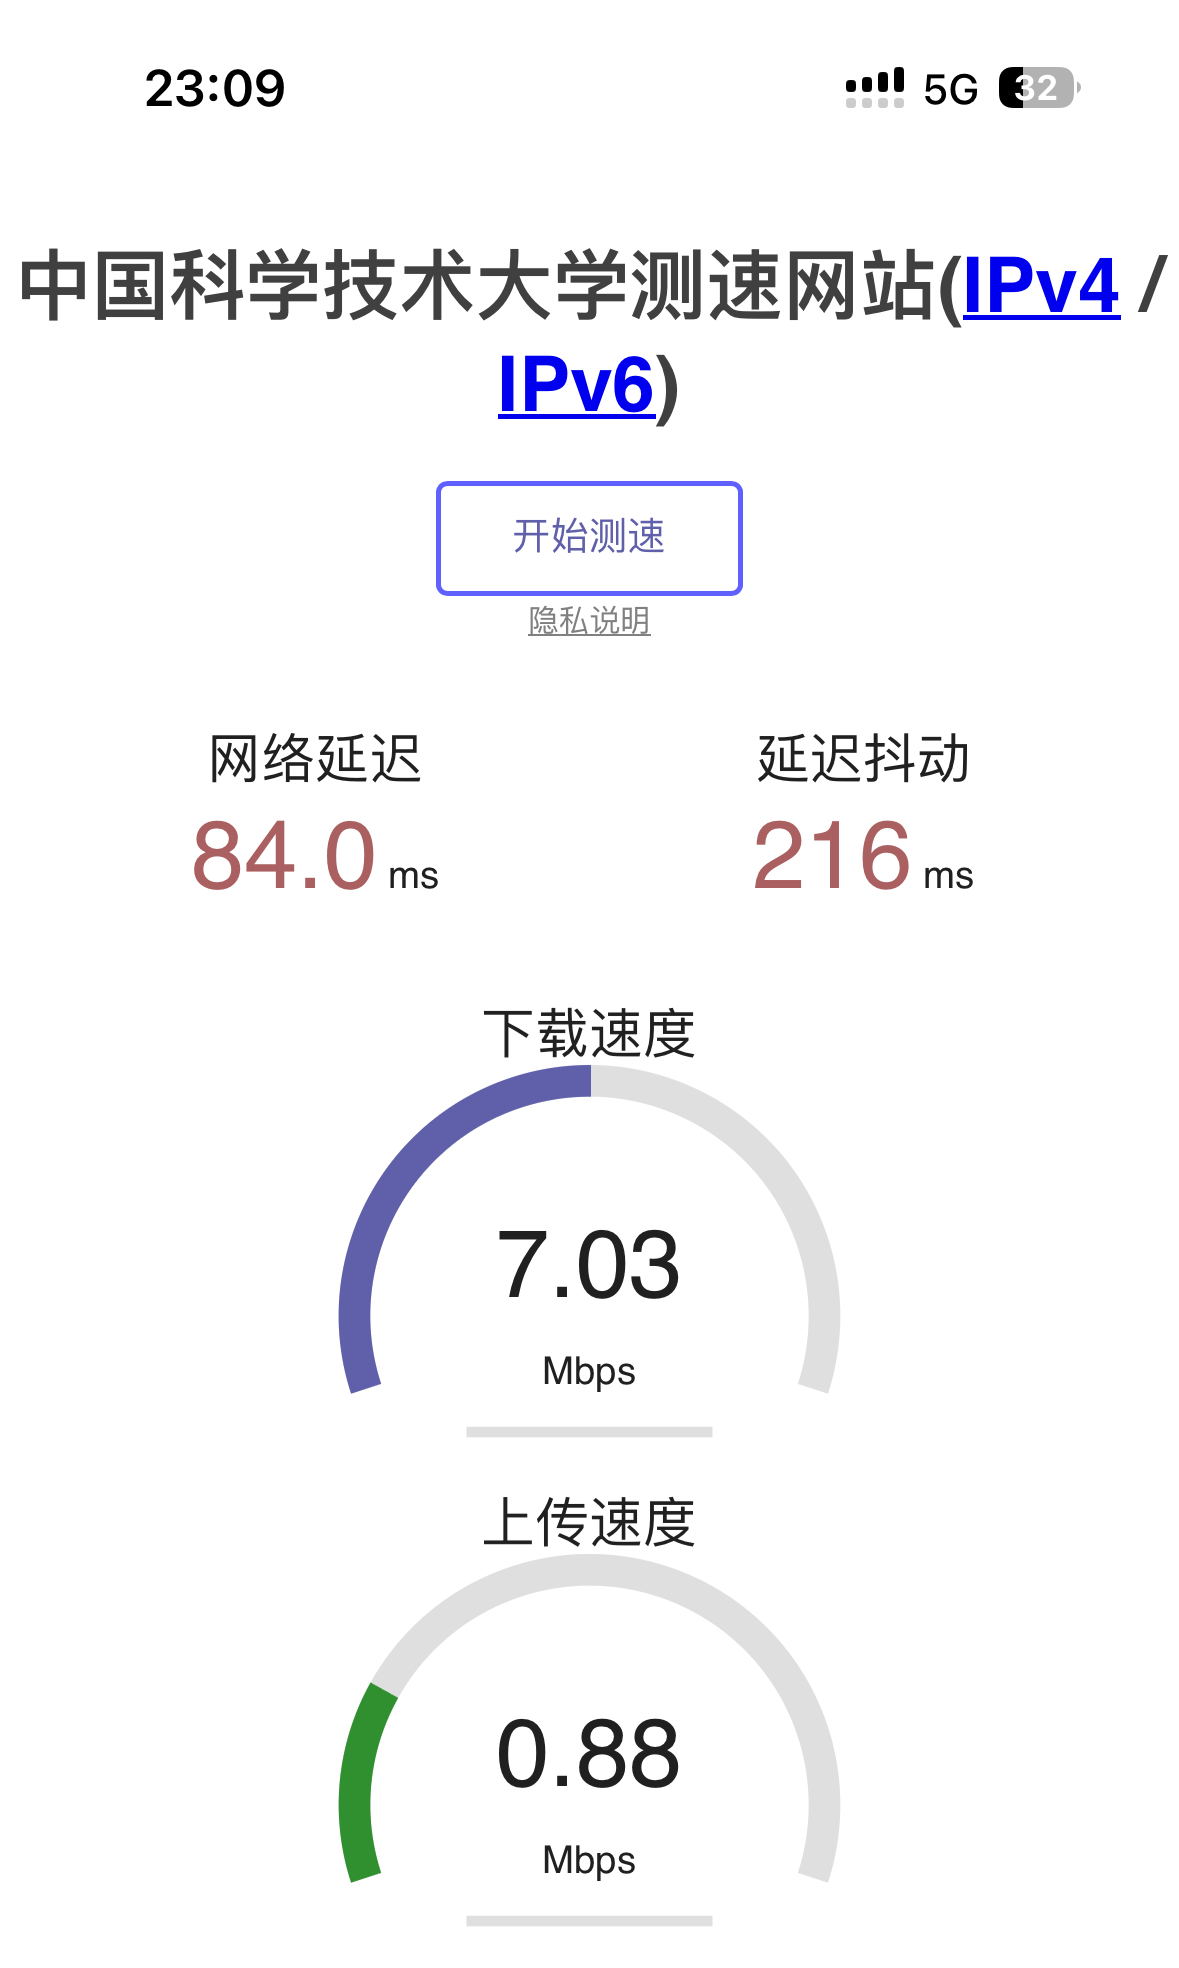 23:09
5G
32
中国科学技术大学测速网站(IPv4 /
IPv6)
开始测速
隐私说明
网络延迟
84.0 ms
延迟抖动
216 ms
下载速度
7.03
Mbps
上传速度
0.88
Mbps